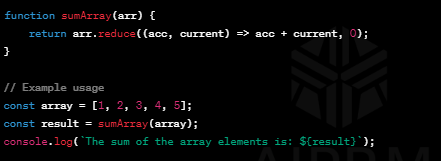 function sumArray(arr) {
    return arr.reduce((acc, current) => acc + current, 0);
}
// Example usage
const array = [1, 2, 3, 4, 5];
const result = sumArray(array);
console.log(`The sum of the array elements is: ${result}`);